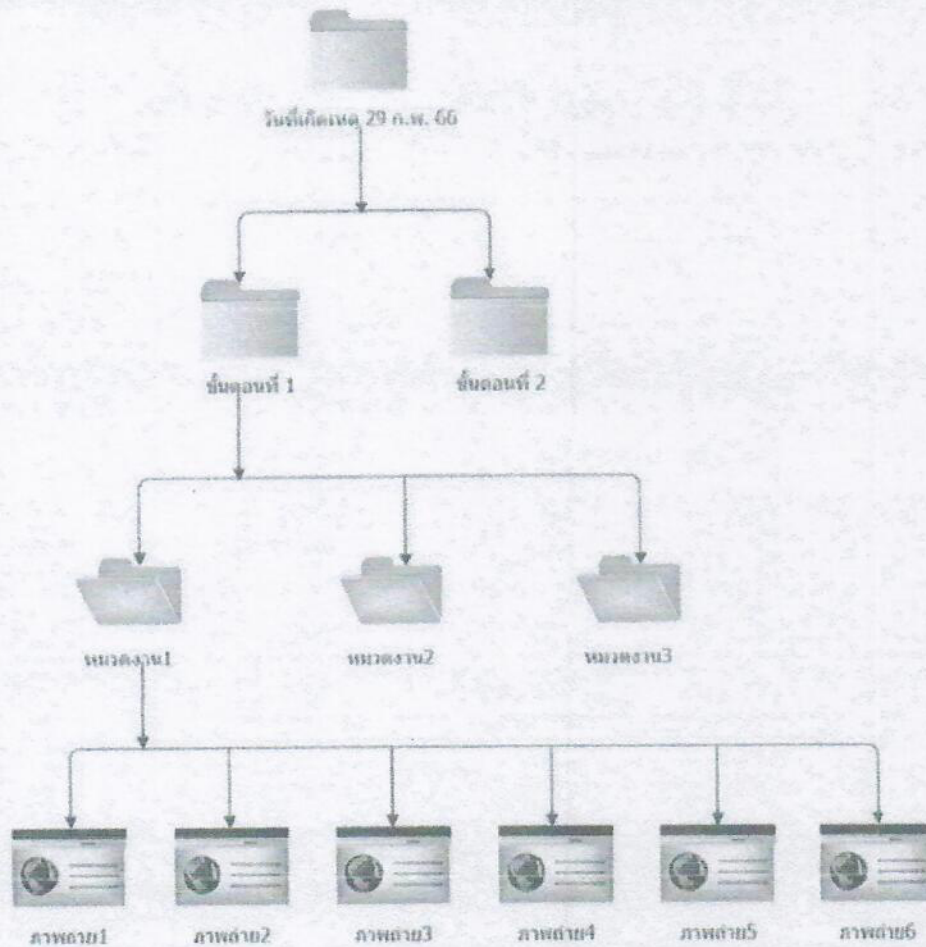 วันที่เกิดเหตุ 29 ก.พ. 66
ขั้นตอนที่ 1
ขั้นตอนที่ 2
หมวดงาน1
หมวดงาน2
หมวดงาน3
ภาพถ่าย1
ภาพถ่าย2
ภาพถ่าย3
ภาพถ่าย4
ภาพถ่าย5
ภาพถ่าย6